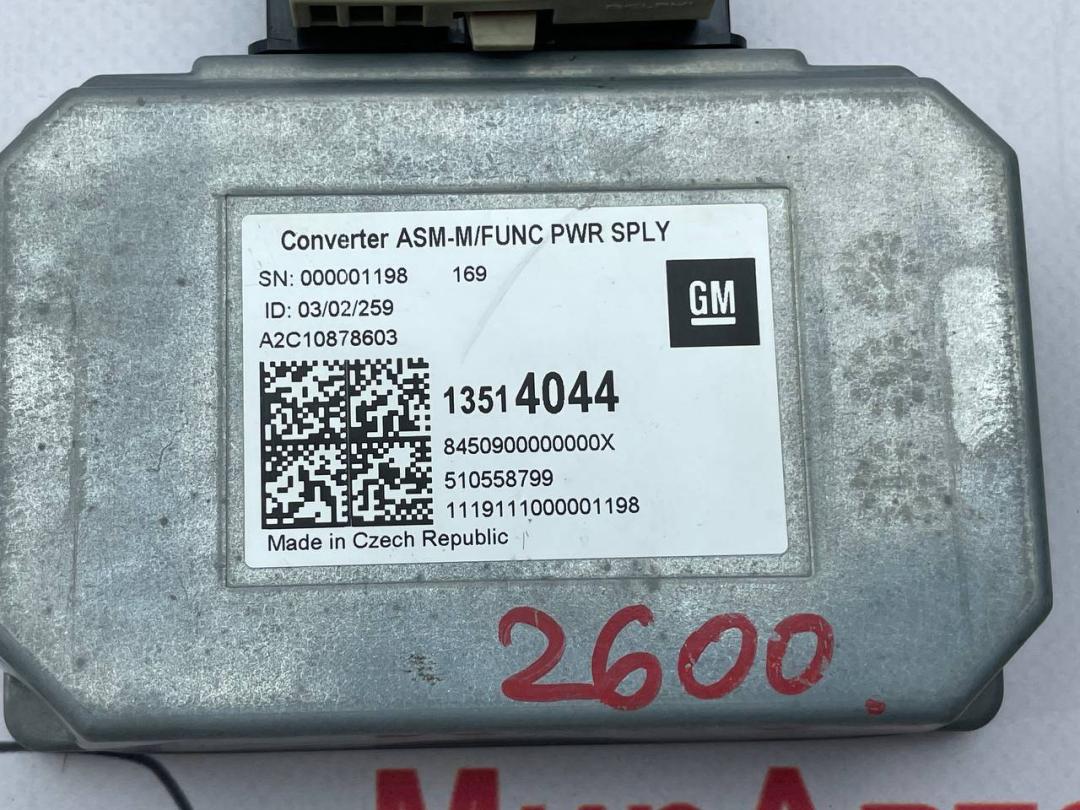 DELPHI
Converter ASM-M/FUNC PWR SPLY
SN: 000001198 169
ID: 03/02/259
A2C10878603
GM
13514044
8450900000000X
510558799
1119111000001198
Made in Czech Republic
2600